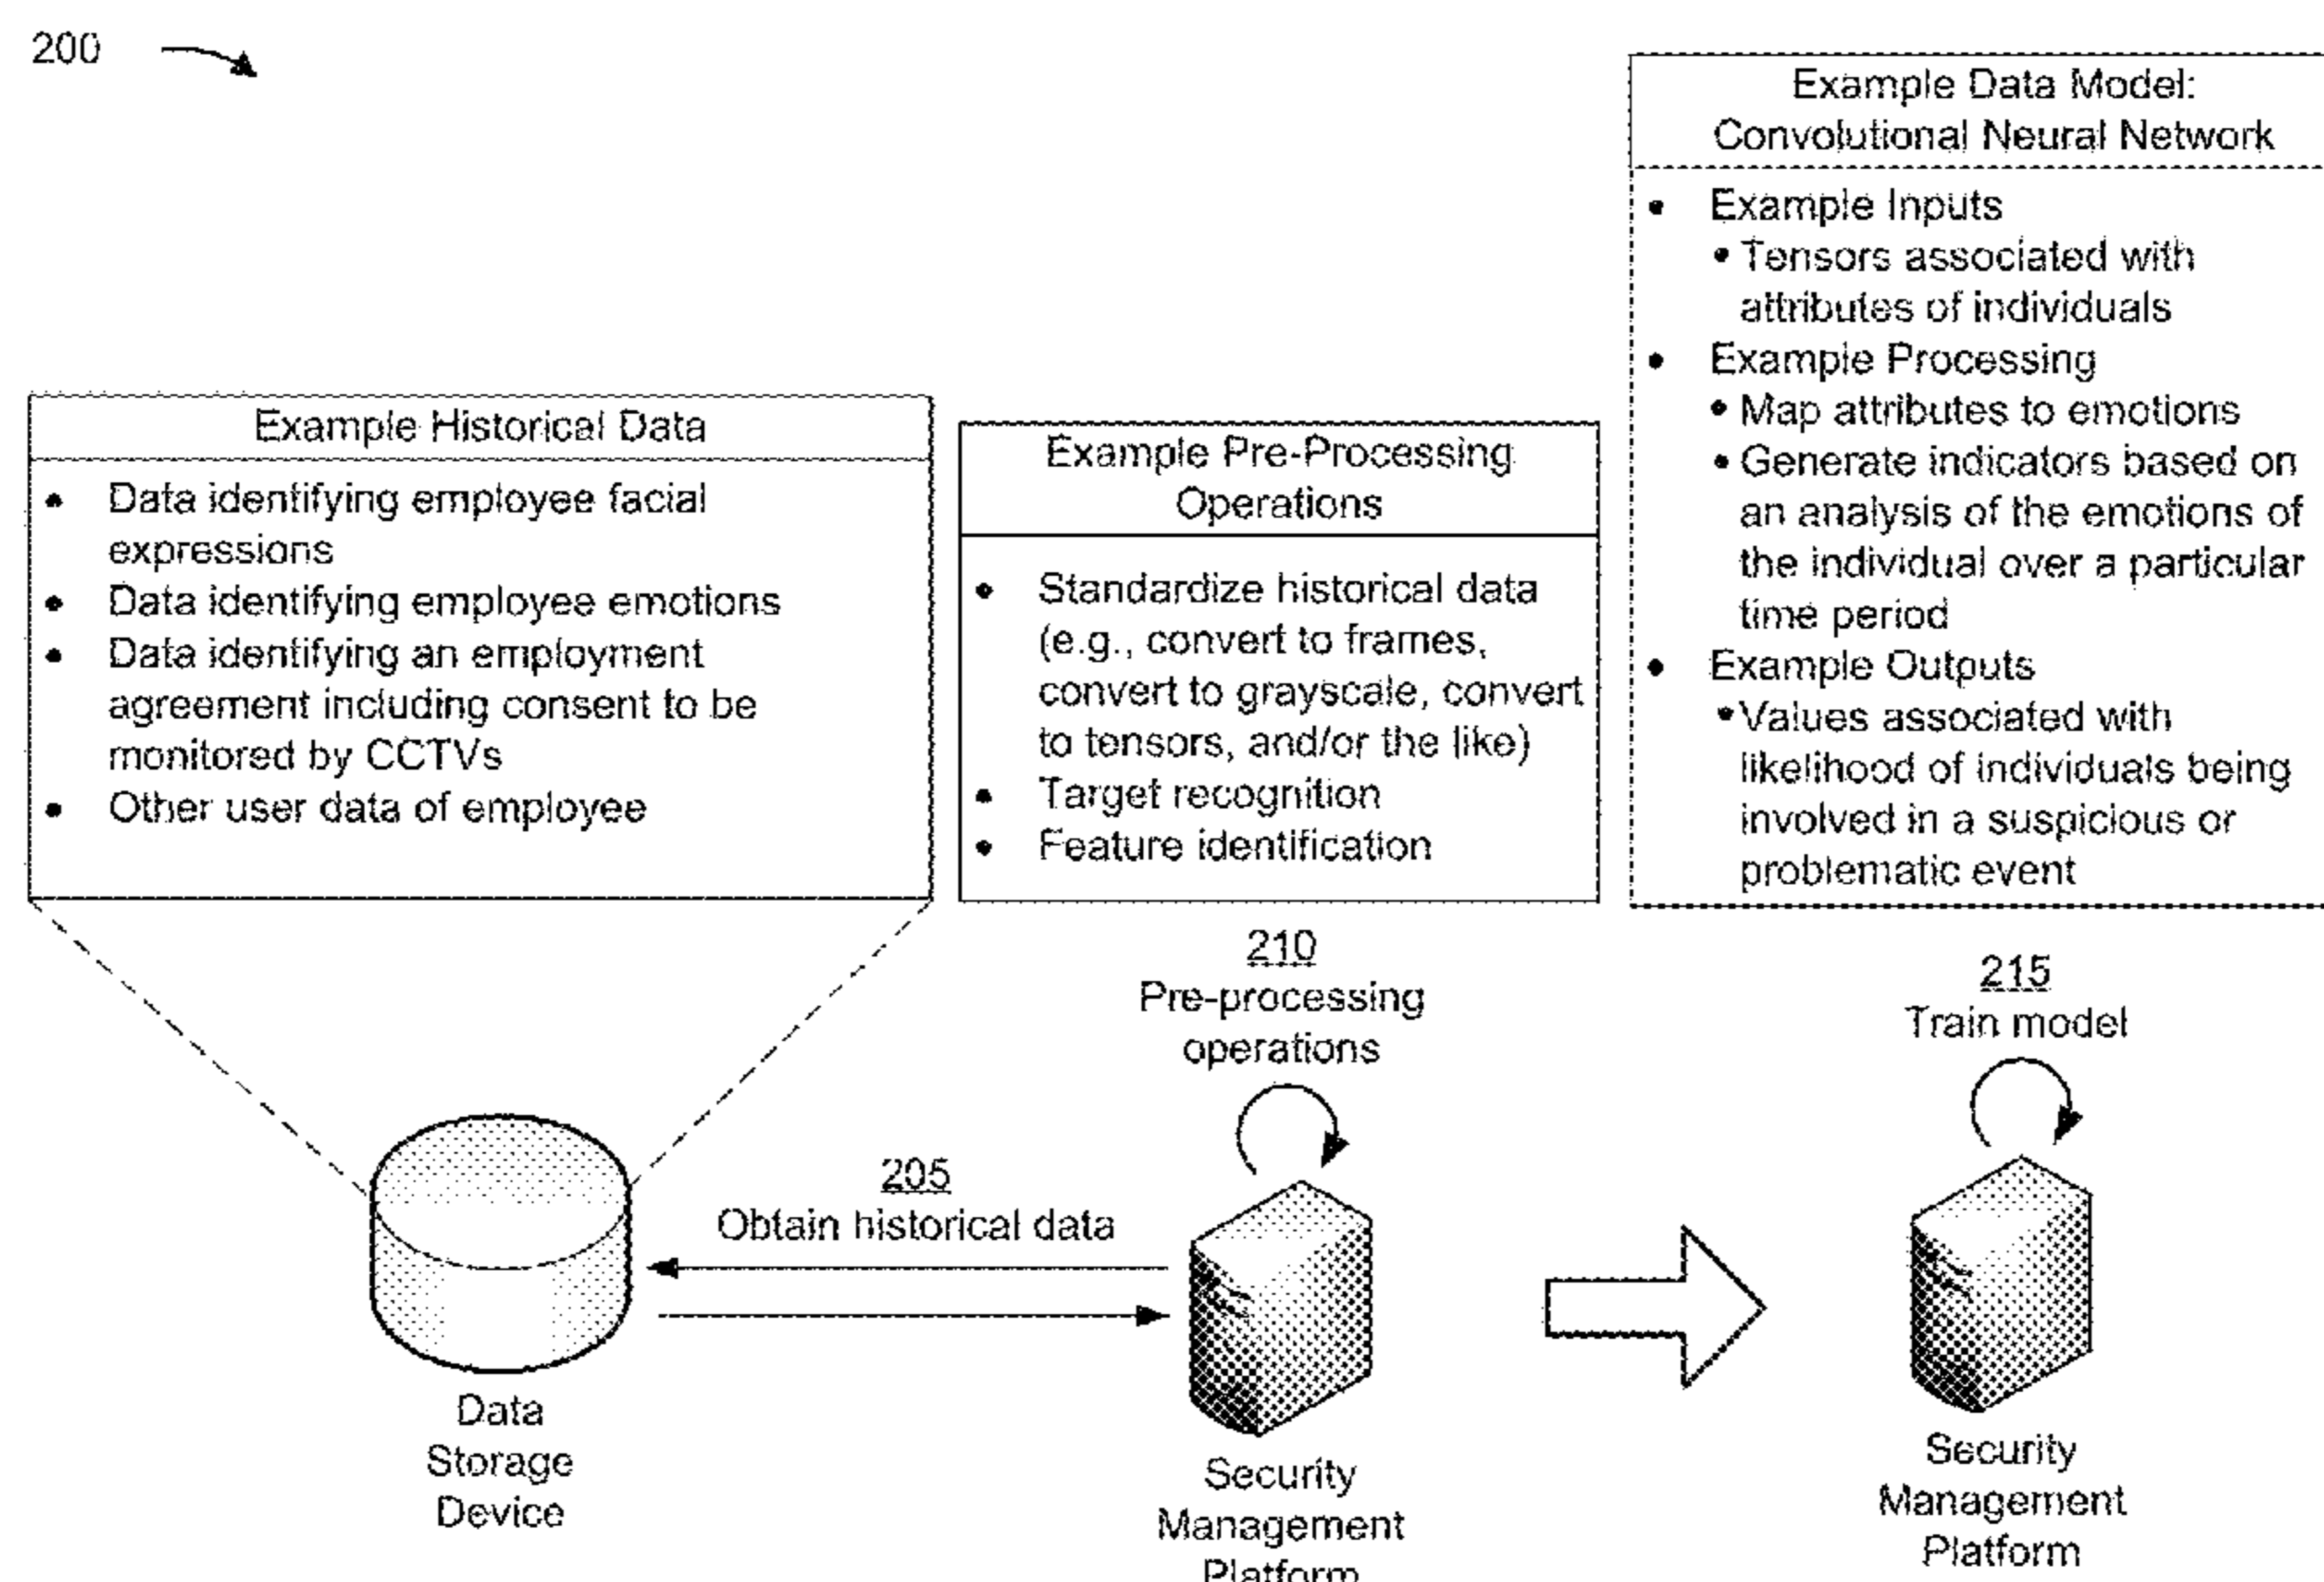 200
Example Data Model:
Convolutional Neural Network
• Example Inputs
• Tensors associated with
attributes of individuals
• Example Processing
• Map attributes to emotions
• Generate indicators based on
an analysis of the emotions of
the individual over a particular
time period
• Example Outputs
• Values associated with
likelihood of individuals being
involved in a suspicious or
problematic event
Example Historical Data
• Data identifying employee facial
expressions
• Data identifying employee emotions
• Data identifying an employment
agreement including consent to be
monitored by CCTVs
• Other user data of employee
Example Pre-Processing
Operations
• Standardize historical data
(e.g., convert to frames,
convert to grayscale, convert
to tensors, and/or the like)
• Target recognition
• Feature identification
210
Pre-processing
operations
215
Train model
205
Obtain historical data
Data
Storage
Device
Security
Management
Platform
Security
Management
Platform